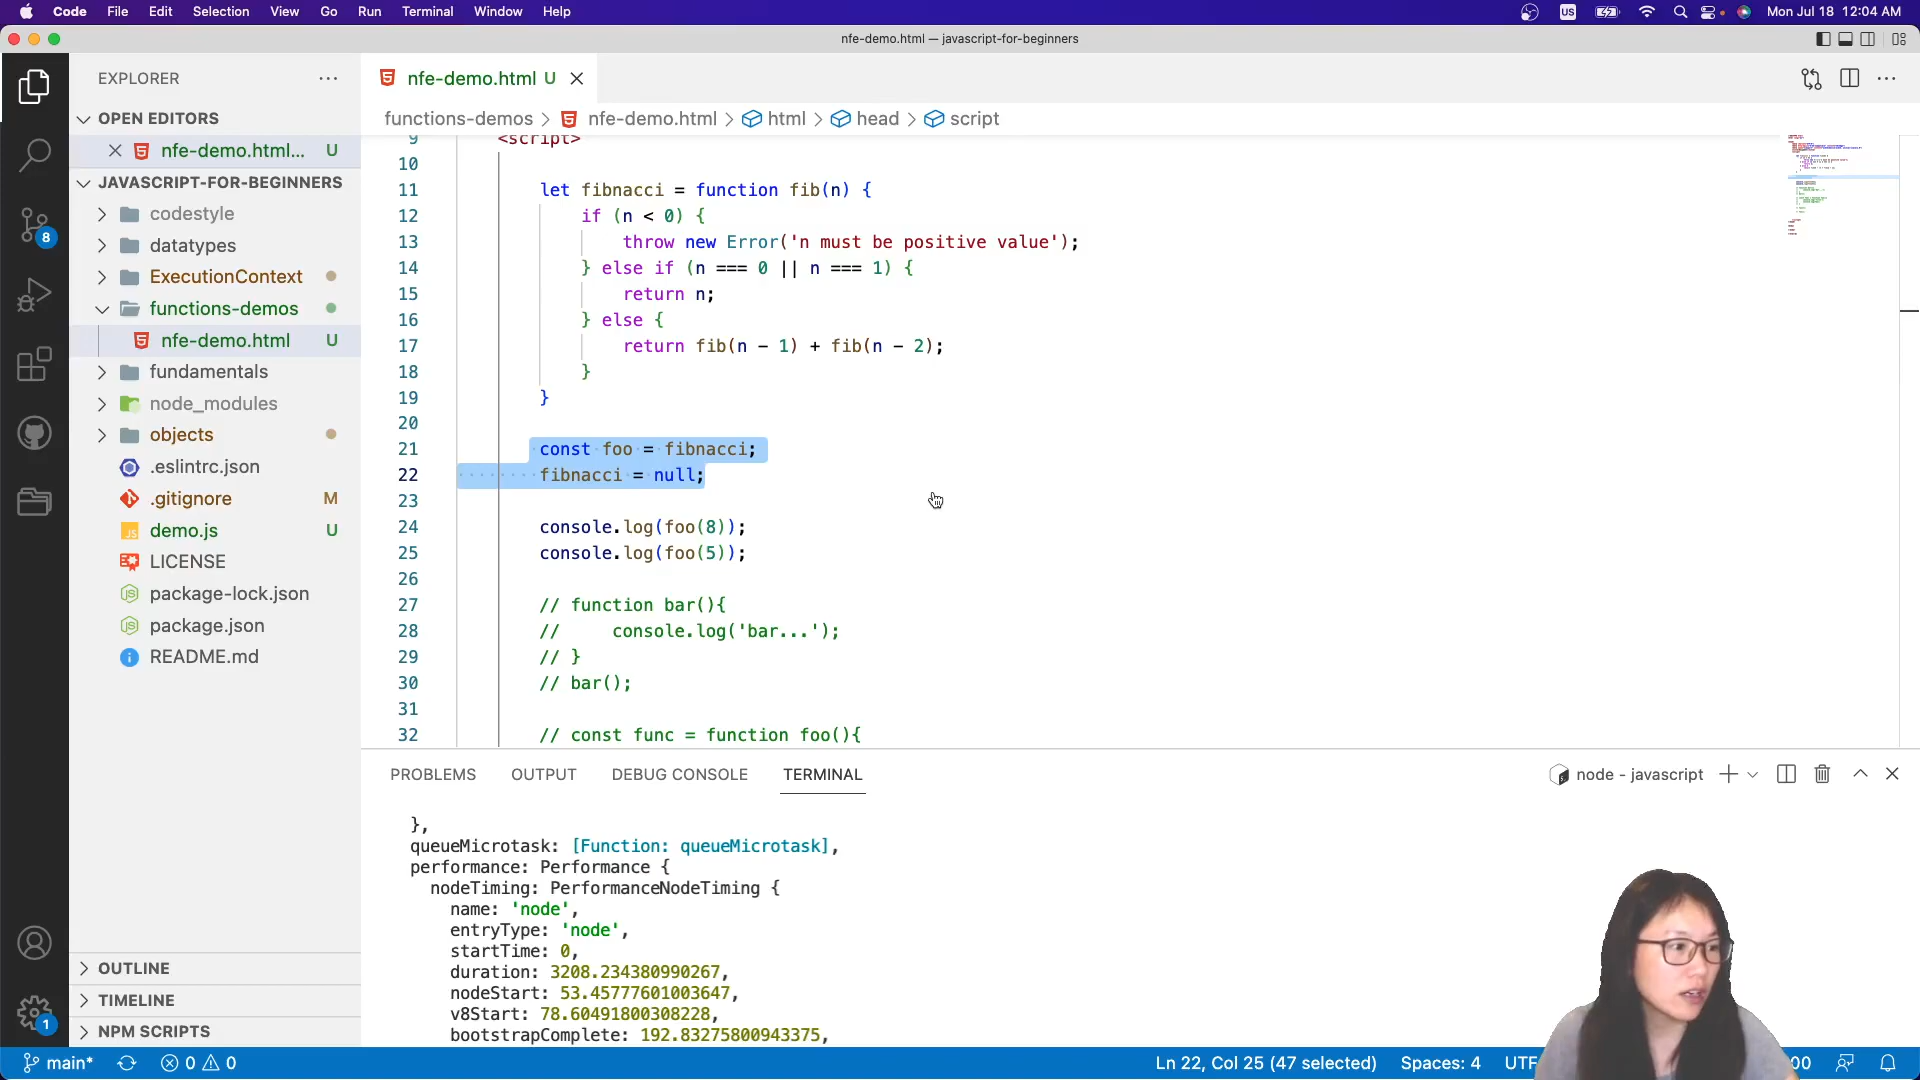 Code File Edit Selection View Go Run Terminal Window Help US Mon Jul 18 12:04 AM
nfe-demo.html — javascript-for-beginners
EXPLORER
nfe-demo.html U
OPEN EDITORS
functions-demos > nfe-demo.html > html > head > script
nfe-demo.html... U
JAVASCRIPT-FOR-BEGINNERS
codestyle
datatypes
ExecutionContext
functions-demos
nfe-demo.html U
fundamentals
node_modules
objects
.eslintrc.json
.gitignore M
demo.js U
LICENSE
package-lock.json
package.json
README.md
OUTLINE
TIMELINE
NPM SCRIPTS
8
1
9 <script>
10
11 let fibnacci = function fib(n) {
12 if (n < 0) {
13 throw new Error('n must be positive value');
14 } else if (n === 0 || n === 1) {
15 return n;
16 } else {
17 return fib(n - 1) + fib(n - 2);
18 }
19 }
20
21 const foo = fibnacci;
22 fibnacci = null;
23
24 console.log(foo(8));
25 console.log(foo(5));
26
27 // function bar(){
28 // console.log('bar...');
29 // }
30 // bar();
31
32 // const func = function foo(){
PROBLEMS OUTPUT DEBUG CONSOLE TERMINAL node - javascript
},
queueMicrotask: [Function: queueMicrotask],
performance: Performance {
nodeTiming: PerformanceNodeTiming {
name: 'node',
entryType: 'node',
startTime: 0,
duration: 3208.234380990267,
nodeStart: 53.45777601003647,
v8Start: 78.60491800308228,
bootstrapComplete: 192.83275800943375,
main* 0 0 Ln 22, Col 25 (47 selected) Spaces: 4